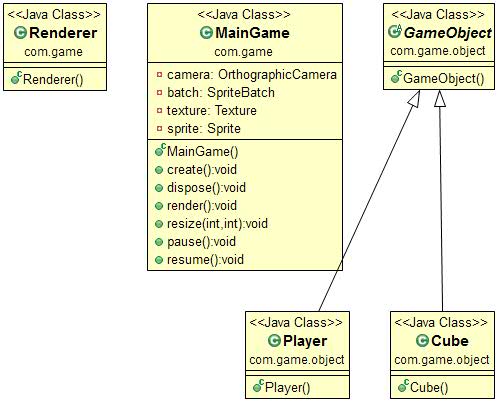 <<Java Class>>
Renderer
com.game
Renderer()
<<Java Class>>
MainGame
com.game
camera: OrthographicCamera
batch: SpriteBatch
texture: Texture
sprite: Sprite
MainGame()
create():void
dispose():void
render():void
resize(int,int):void
pause():void
resume():void
<<Java Class>>
GameObject
com.game.object
GameObject()
<<Java Class>>
Player
com.game.object
Player()
<<Java Class>>
Cube
com.game.object
Cube()